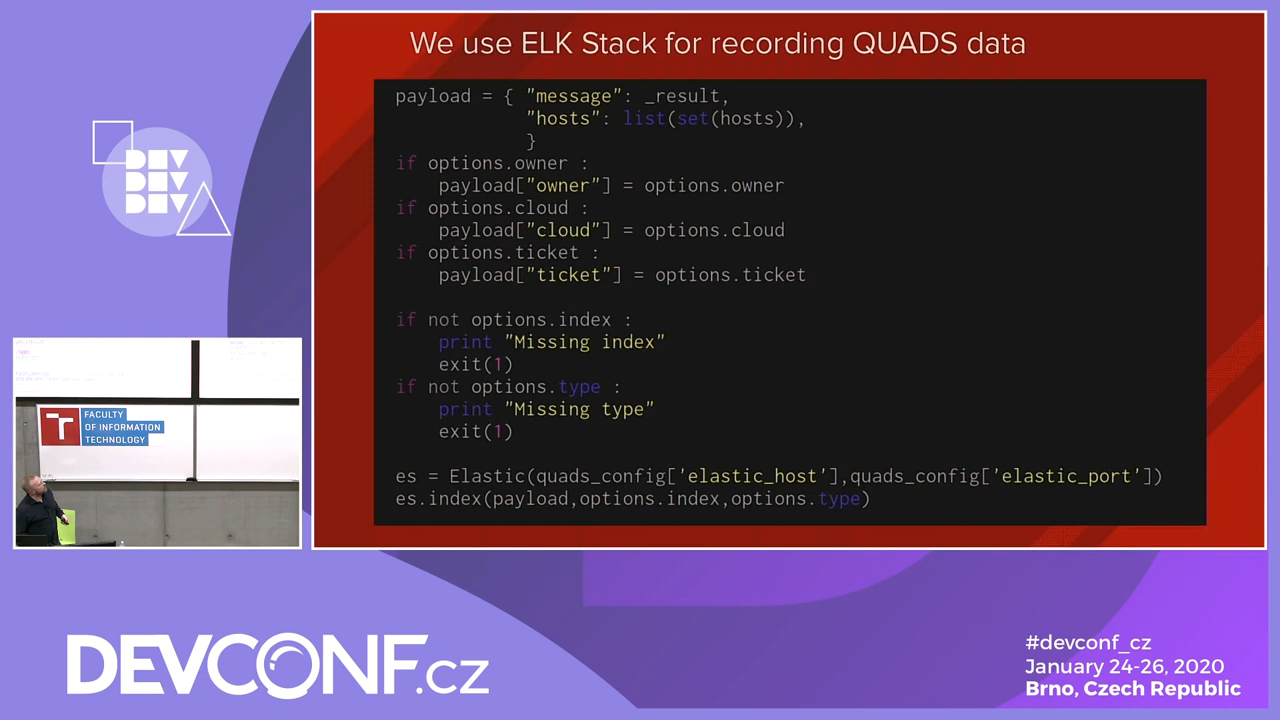 We use ELK Stack for recording QUADS data
payload = { "message": _result,
"hosts": list(set(hosts)),
}
if options.owner :
payload["owner"] = options.owner
if options.cloud :
payload["cloud"] = options.cloud
if options.ticket :
payload["ticket"] = options.ticket
if not options.index :
print "Missing index"
exit(1)
if not options.type :
print "Missing type"
exit(1)
es = Elastic(quads_config['elastic_host'],quads_config['elastic_port'])
es.index(payload,options.index,options.type)
DEV
DEV
DEV
T
FACULTY
OF INFORMATION
TECHNOLOGY
DEVCONF.cz
#devconf_cz
January 24-26, 2020
Brno, Czech Republic